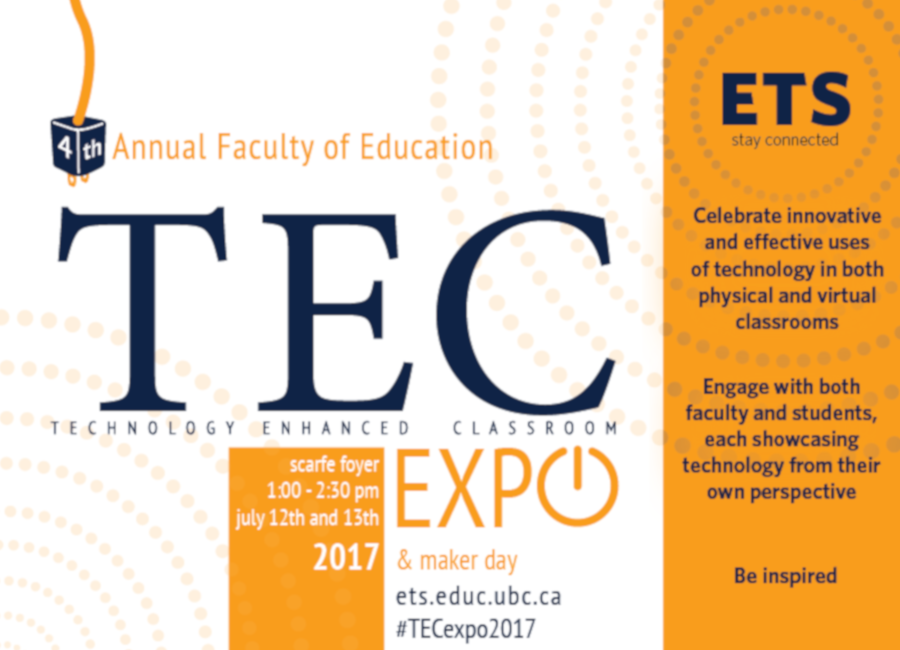 4th Annual Faculty of Education
TEC
TECHNOLOGY ENHANCED CLASSROOM
EXPO
scarfe foyer
1:00 - 2:30 pm
july 12th and 13th
2017
& maker day
ets.educ.ubc.ca
#TECexpo2017
ETS
stay connected
Celebrate innovative
and effective uses
of technology in both
physical and virtual
classrooms
Engage with both
faculty and students,
each showcasing
technology from their
own perspective
Be inspired